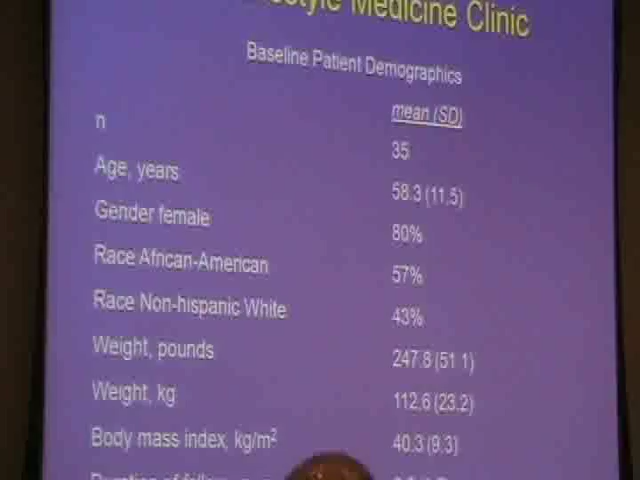 Medicine Clinic
Baseline Patient Demographics
mean (SD)
n 35
Age, years 58.3 (11.5)
Gender female 80%
Race African-American 57%
Race Non-hispanic White 43%
Weight, pounds 247.8 (51.1)
Weight, kg 112.6 (23.2)
Body mass index, kg/m² 40.3 (9.3)